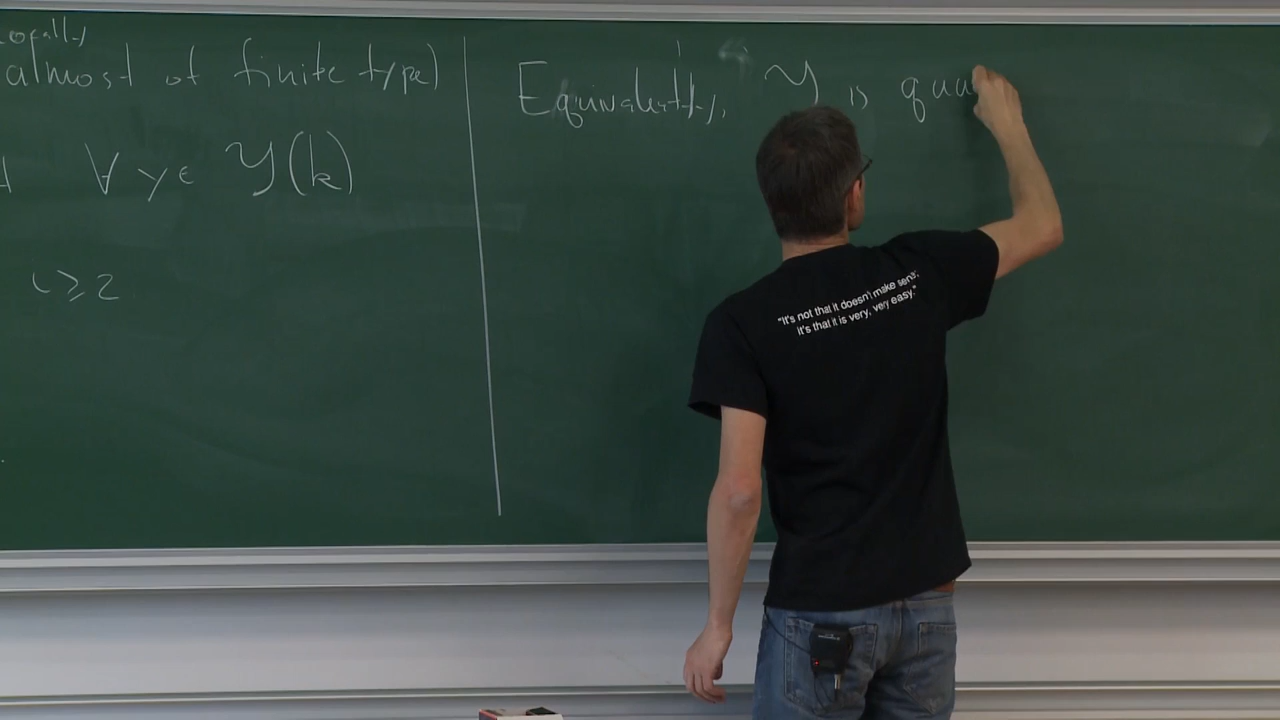 locally
almost of finite type)
∀ y ∈ Y(k)
i ≥ 2
Equivalently, Y is qua
"It's not that it doesn't make sense,
it's that it is very, very easy."